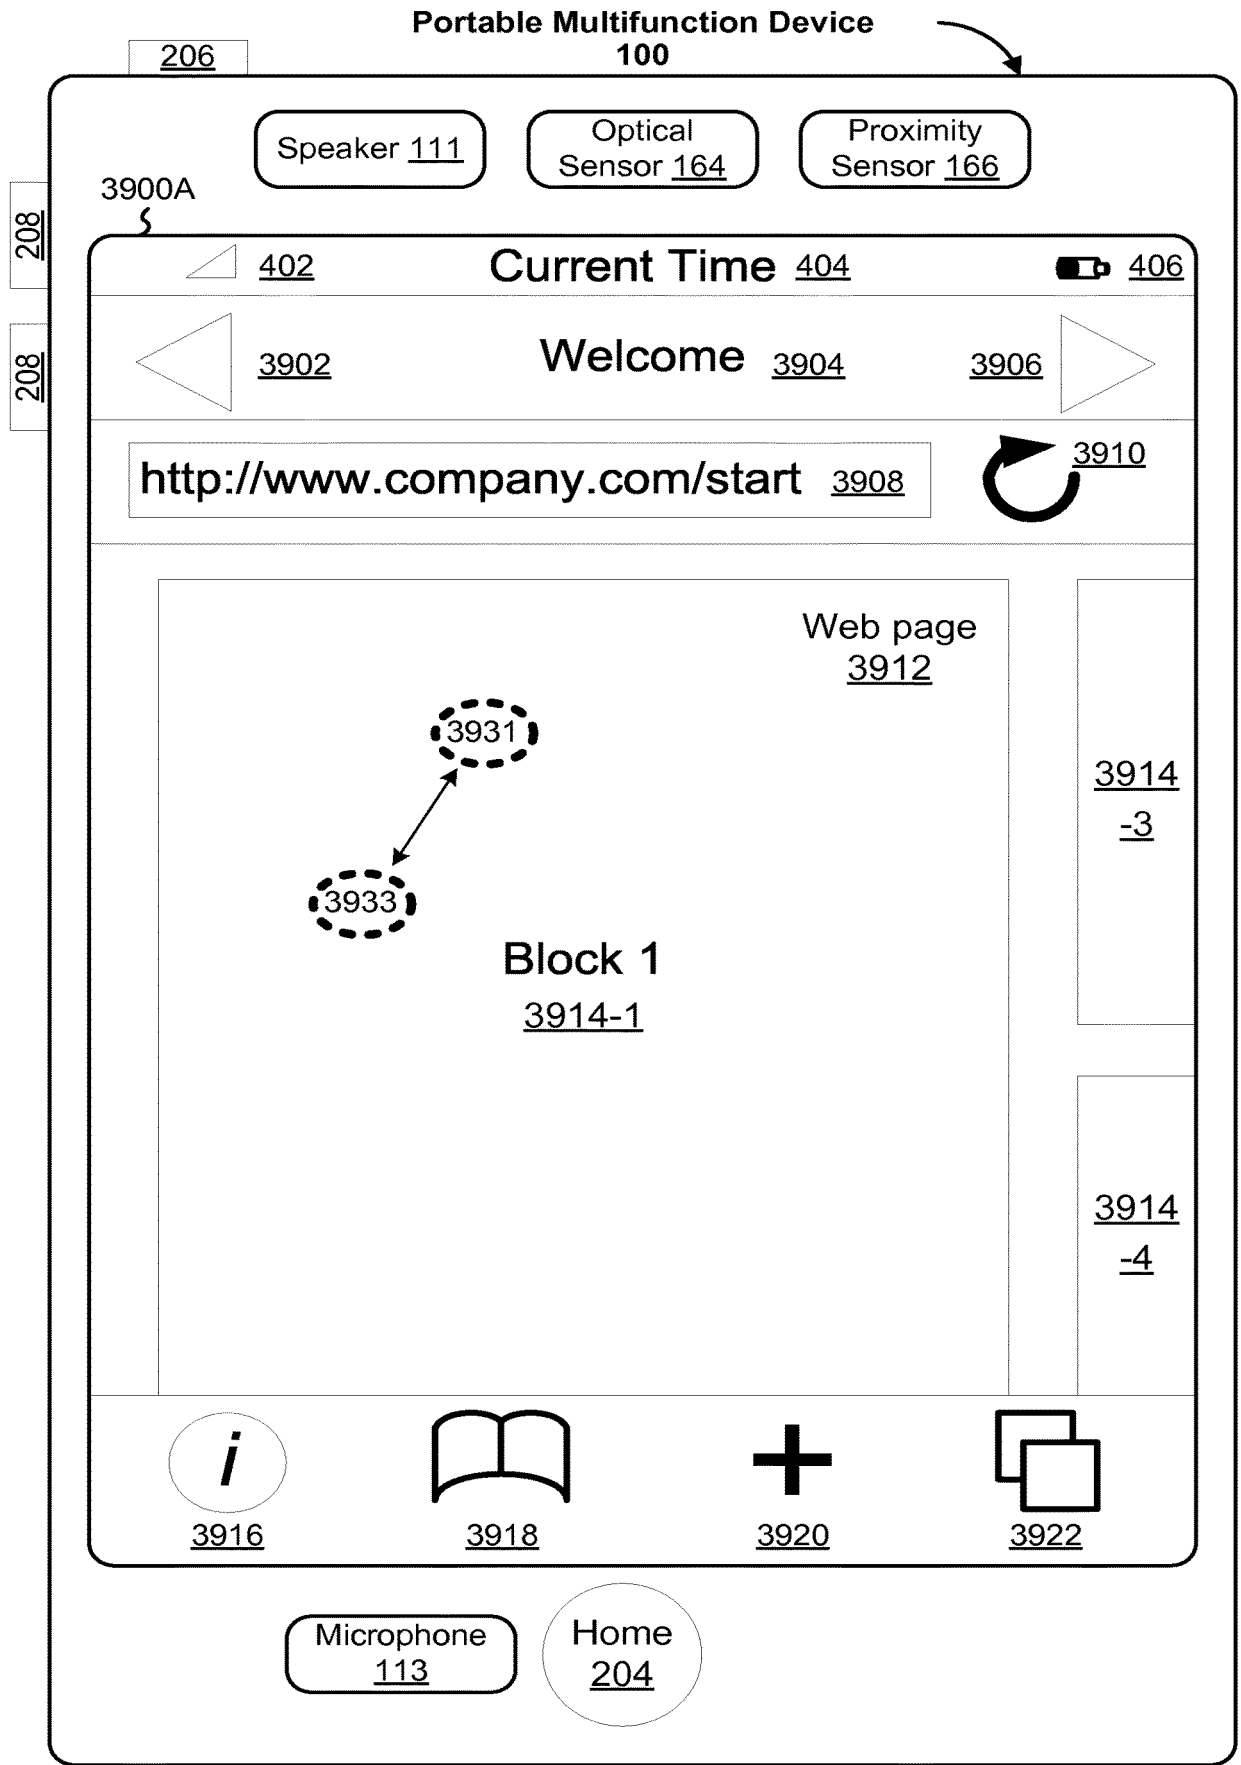 Portable Multifunction Device
100
206
Speaker 111
Optical
Sensor 164
Proximity
Sensor 166
3900A
208
208
402
Current Time 404
406
3902
Welcome 3904
3906
http://www.company.com/start 3908
3910
Web page
3912
3931
3933
Block 1
3914-1
3914
-3
3914
-4
i
3916
3918
3920
3922
Microphone
113
Home
204